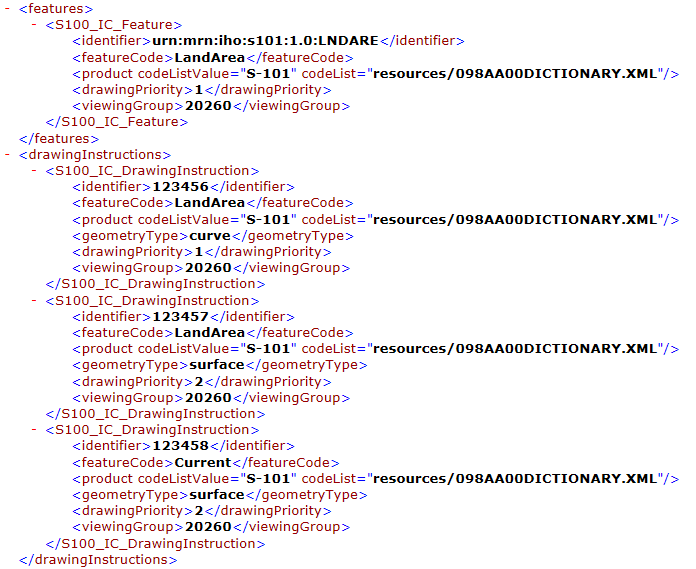 - <features>
- <S100_IC_Feature>
<identifier>urn:mrn:iho:s101:1.0:LNDARE</identifier>
<featureCode>LandArea</featureCode>
<product codeListValue="S-101" codeList="resources/098AA00DICTIONARY.XML"/>
<drawingPriority>1</drawingPriority>
<viewingGroup>20260</viewingGroup>
</S100_IC_Feature>
</features>
- <drawingInstructions>
- <S100_IC_DrawingInstruction>
<identifier>123456</identifier>
<featureCode>LandArea</featureCode>
<product codeListValue="S-101" codeList="resources/098AA00DICTIONARY.XML"/>
<geometryType>curve</geometryType>
<drawingPriority>1</drawingPriority>
<viewingGroup>20260</viewingGroup>
</S100_IC_DrawingInstruction>
- <S100_IC_DrawingInstruction>
<identifier>123457</identifier>
<featureCode>LandArea</featureCode>
<product codeListValue="S-101" codeList="resources/098AA00DICTIONARY.XML"/>
<geometryType>surface</geometryType>
<drawingPriority>2</drawingPriority>
<viewingGroup>20260</viewingGroup>
</S100_IC_DrawingInstruction>
- <S100_IC_DrawingInstruction>
<identifier>123458</identifier>
<featureCode>Current</featureCode>
<product codeListValue="S-101" codeList="resources/098AA00DICTIONARY.XML"/>
<geometryType>surface</geometryType>
<drawingPriority>2</drawingPriority>
<viewingGroup>20260</viewingGroup>
</S100_IC_DrawingInstruction>
</drawingInstructions>